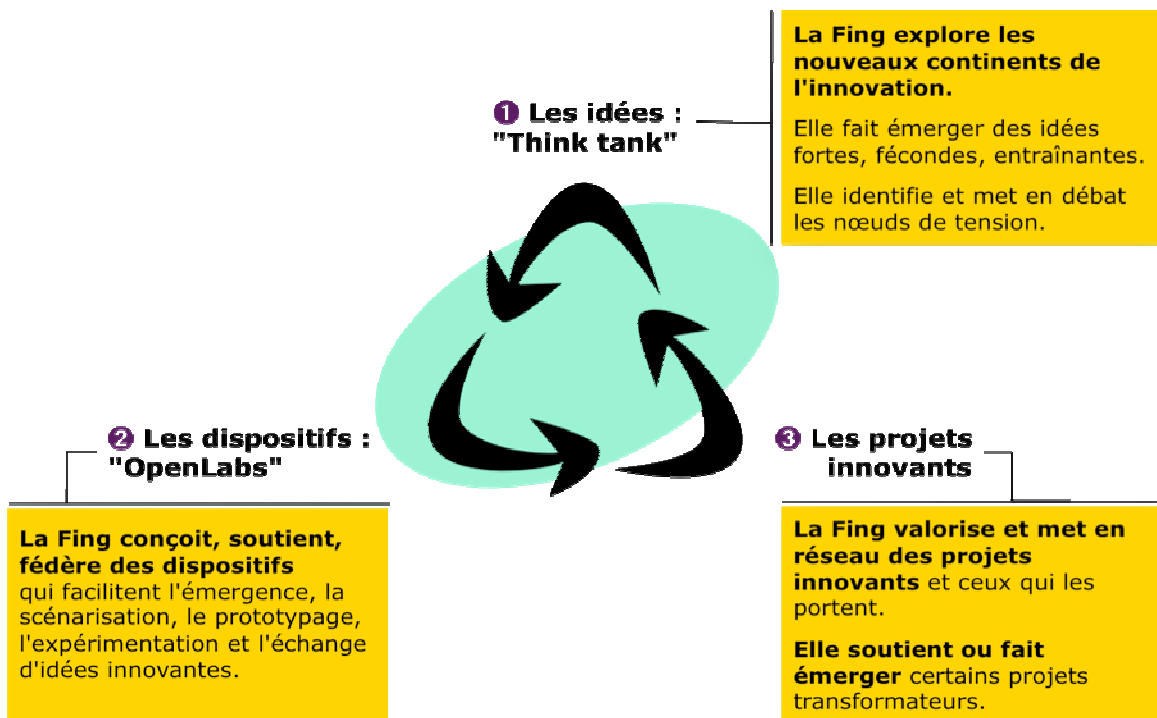 ❶ Les idées :
"Think tank"
La Fing explore les
nouveaux continents de
l'innovation.
Elle fait émerger des idées
fortes, fécondes, entraînantes.
Elle identifie et met en débat
les nœuds de tension.
❷ Les dispositifs :
"OpenLabs"
La Fing conçoit, soutient,
fédère des dispositifs
qui facilitent l'émergence, la
scénarisation, le prototypage,
l'expérimentation et l'échange
d'idées innovantes.
❸ Les projets
innovants
La Fing valorise et met en
réseau des projets
innovants et ceux qui les
portent.
Elle soutient ou fait
émerger certains projets
transformateurs.